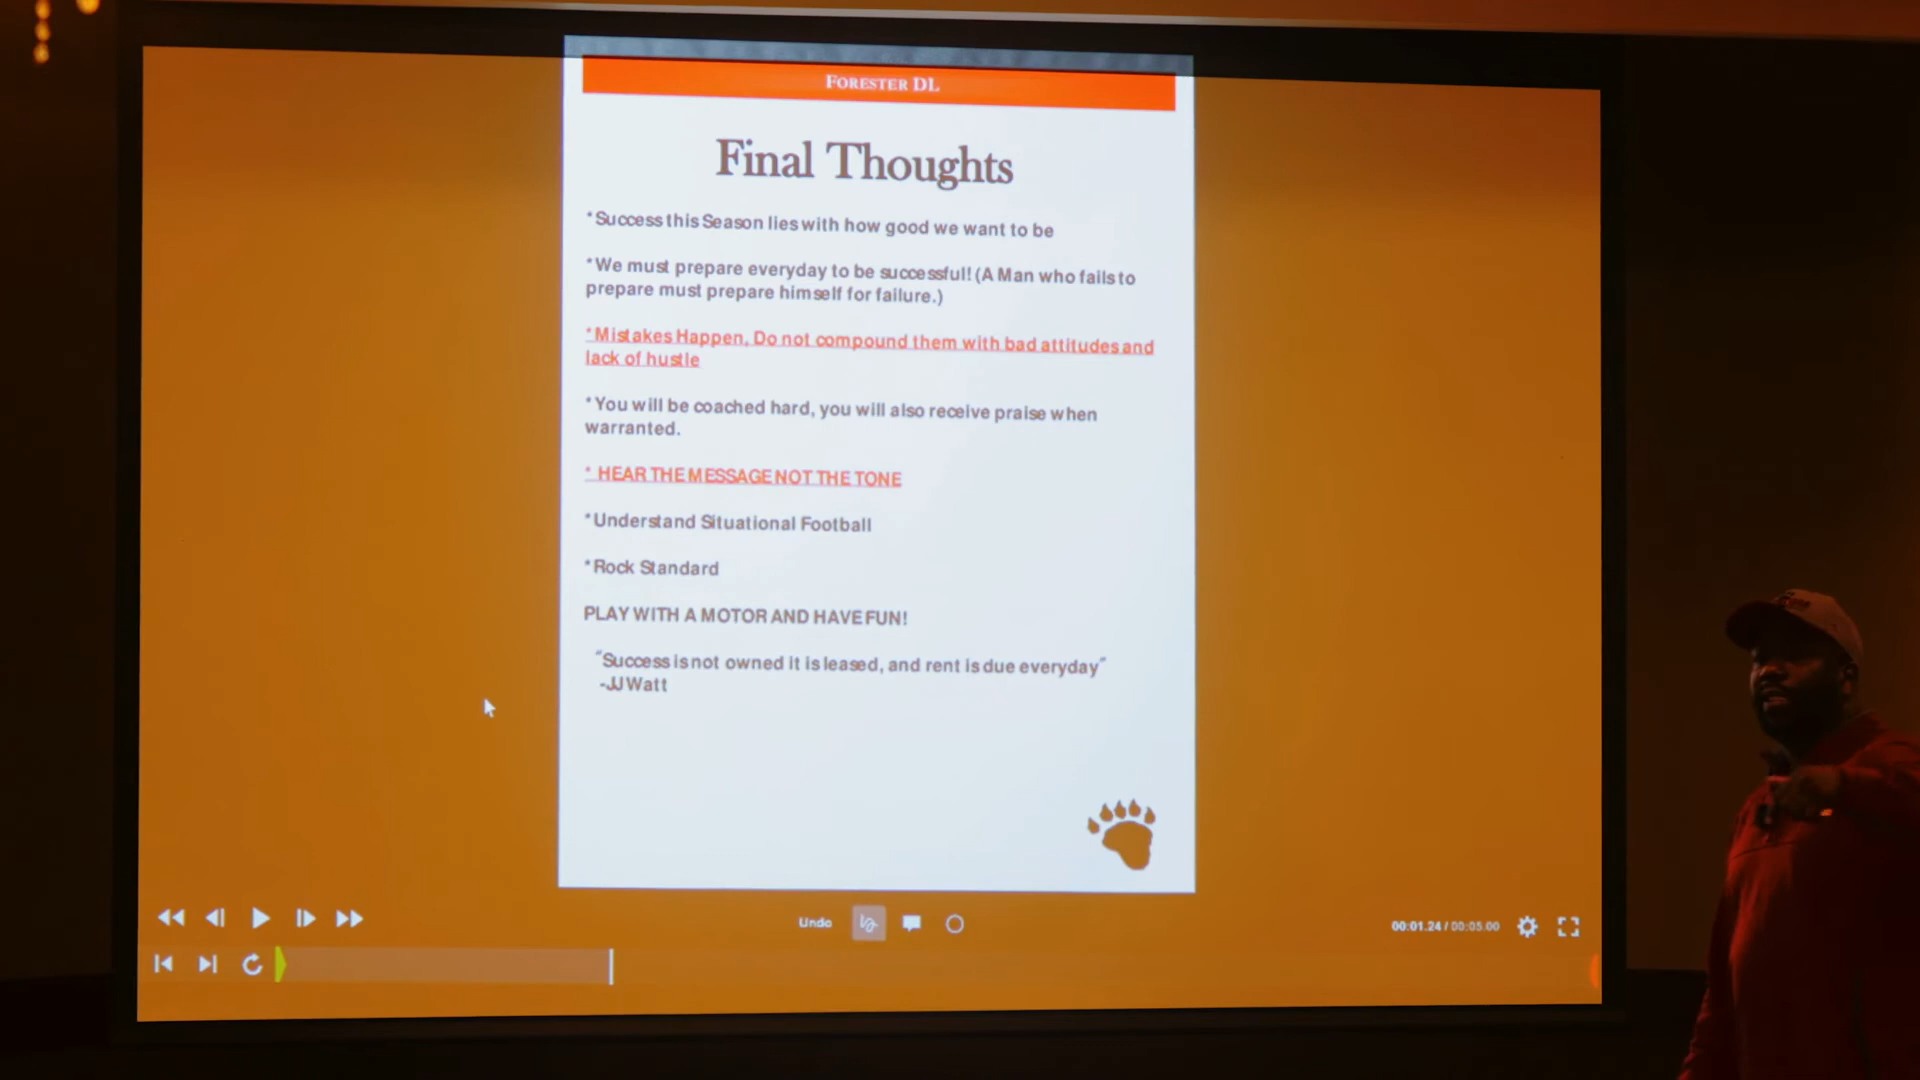 FORESTER DL
Final Thoughts
*Success this Season lies with how good we want to be
*We must prepare everyday to be successful! (A Man who fails to
prepare must prepare himself for failure.)
*Mistakes Happen, Do not compound them with bad attitudes and
lack of hustle
*You will be coached hard, you will also receive praise when
warranted.
* HEAR THE MESSAGE NOT THE TONE
*Understand Situational Football
*Rock Standard
PLAY WITH A MOTOR AND HAVE FUN!
"Success is not owned it is leased, and rent is due everyday"
-JJ Watt
Undo
00:01.24 / 00:05.00